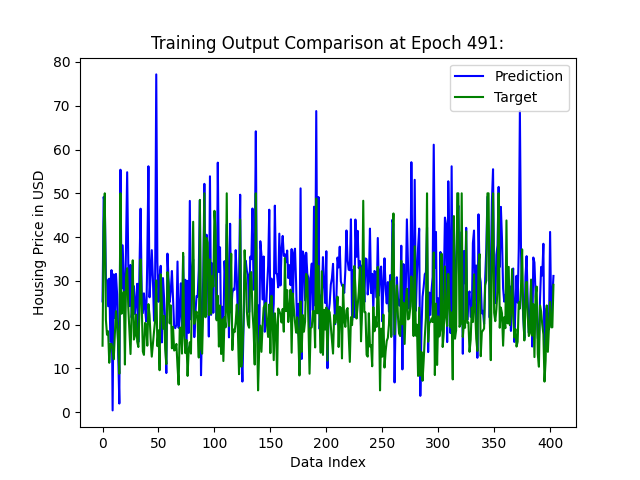 Training Output Comparison at Epoch 491:
Prediction
Target
Housing Price in USD
80
70
60
50
40
30
20
10
0
0 50 100 150 200 250 300 350 400
Data Index